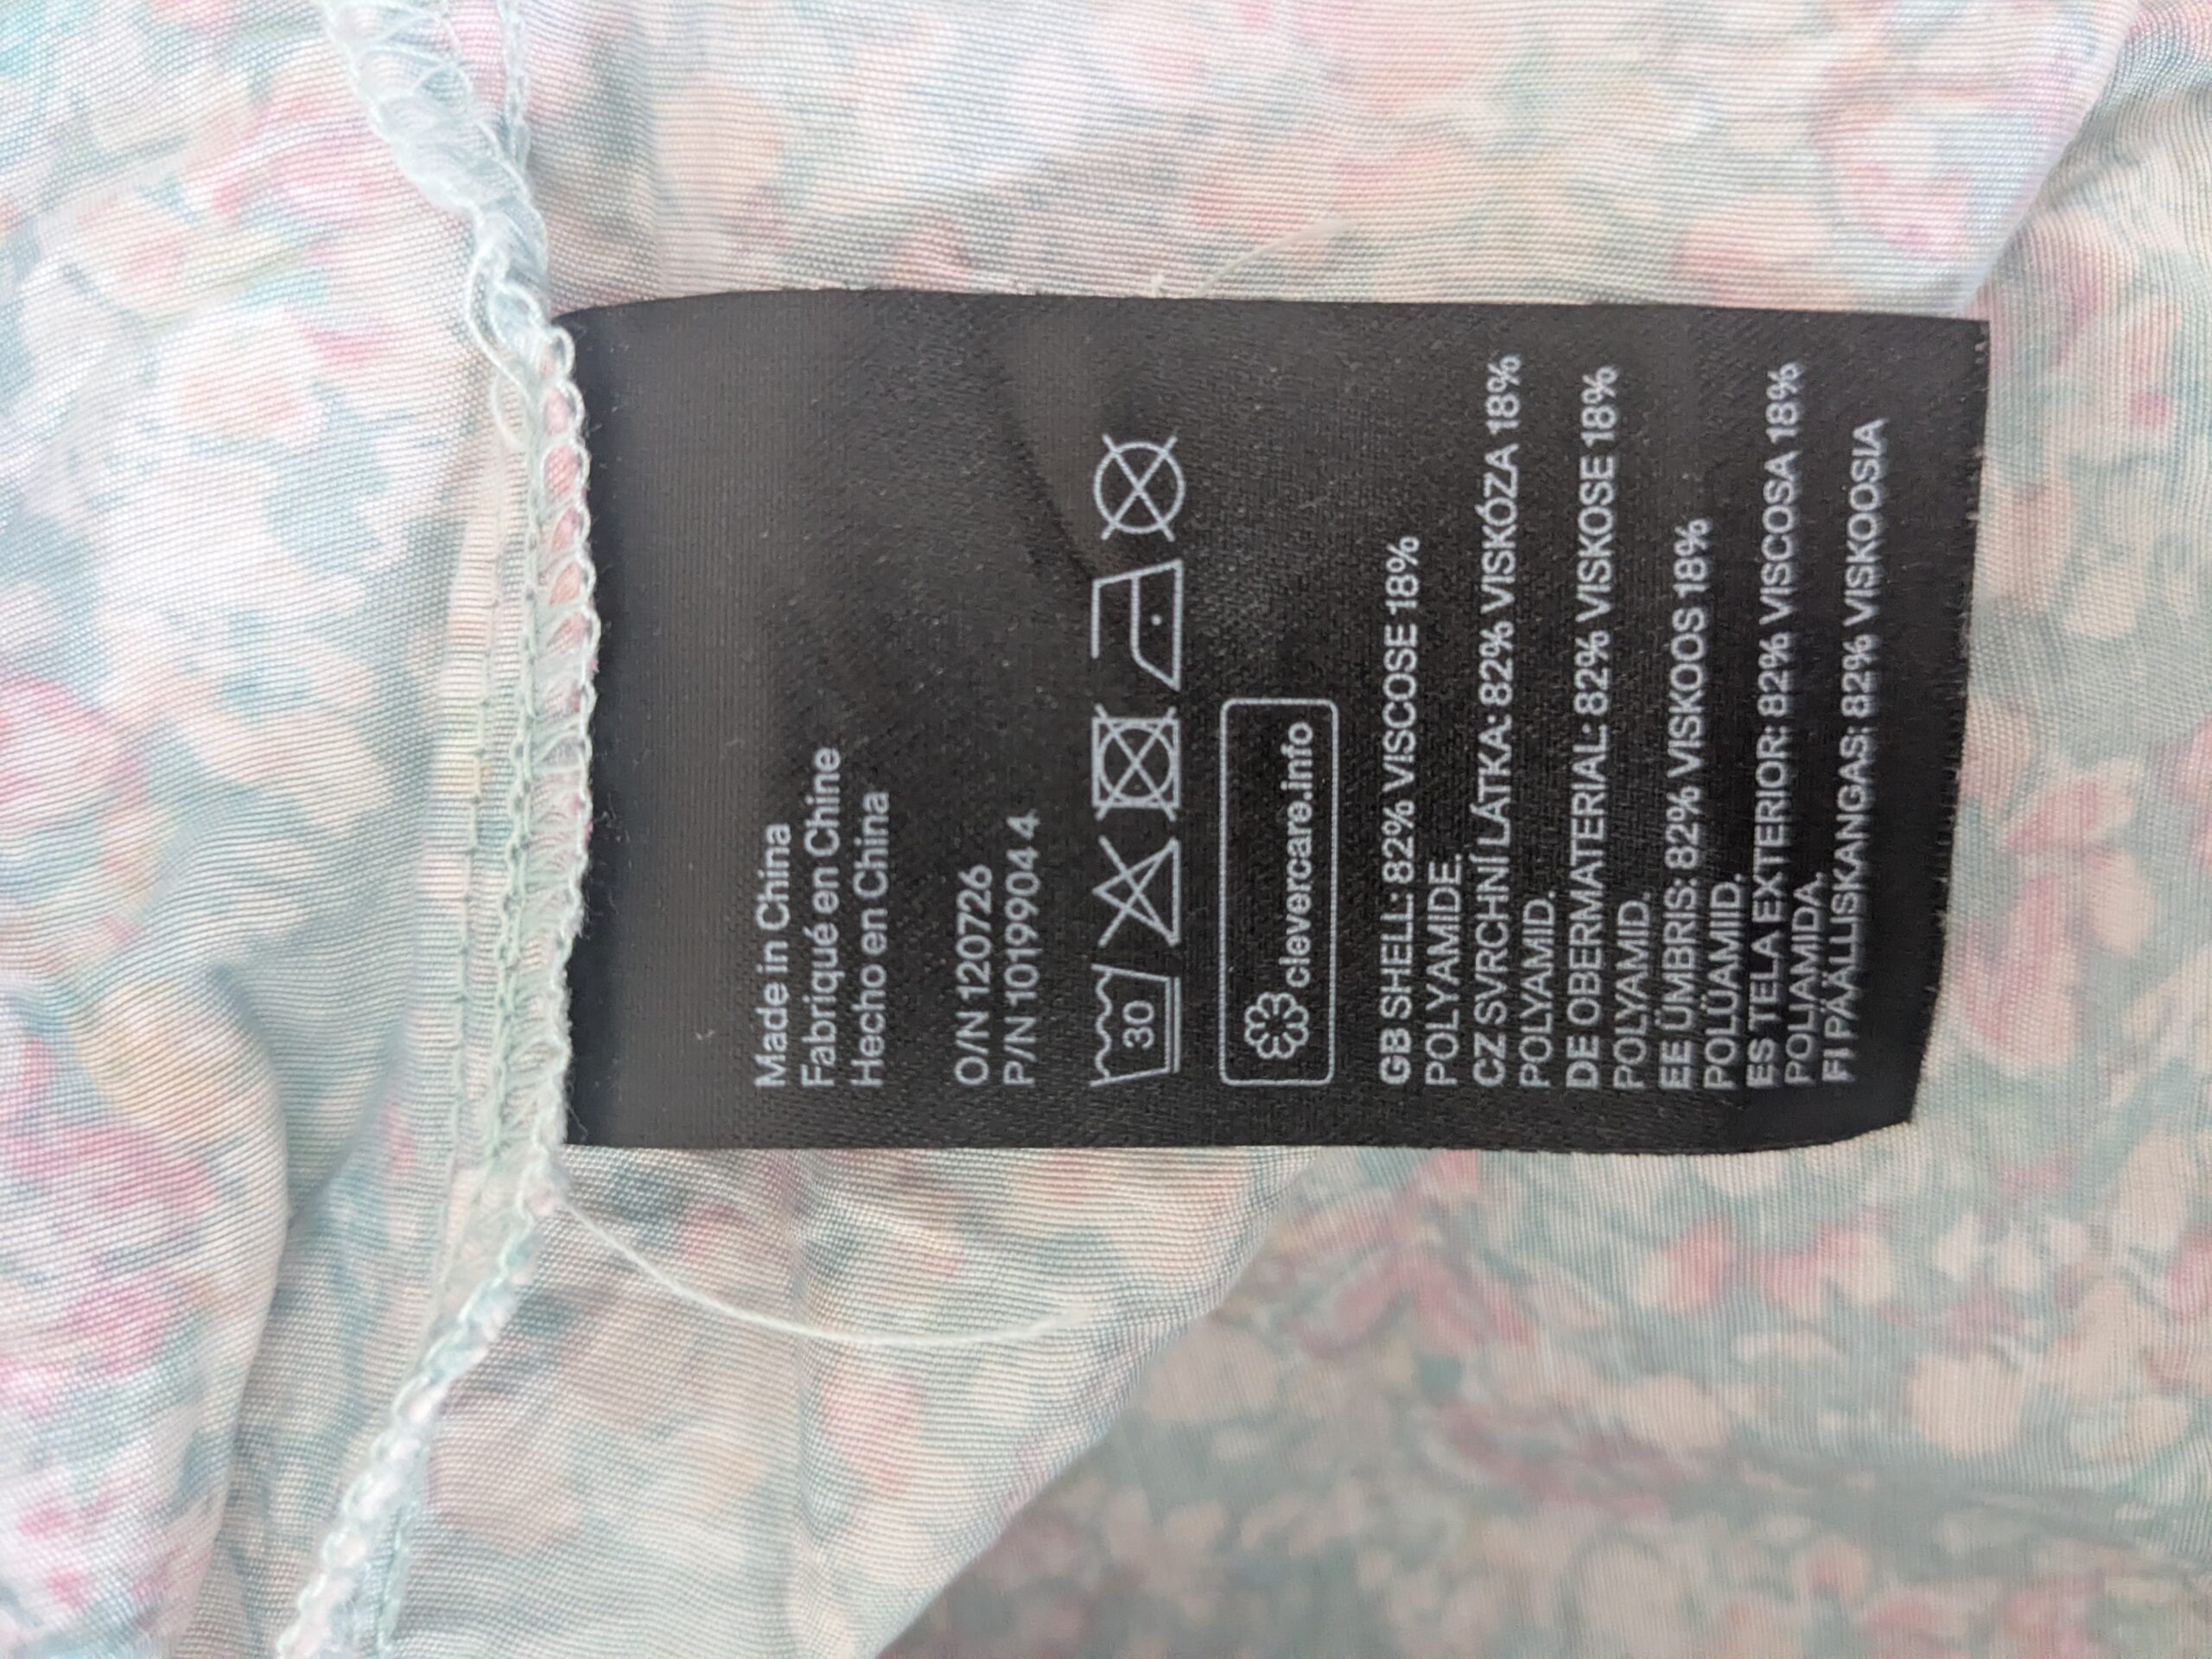 Made in China
Fabriqué en Chine
Hecho en China
O/N 120726
P/N 1019904 4
30
clevercare.info
GB SHELL: 82% VISCOSE 18%
POLYAMIDE.
CZ SVRCHNÍ LÁTKA: 82% VISKÓZA 18%
POLYAMID.
DE OBERMATERIAL: 82% VISKOSE 18%
POLYAMID.
EE ÜMBRIS: 82% VISKOOS 18%
POLÜAMIID.
ES TELA EXTERIOR: 82% VISCOSA 18%
POLIAMIDA.
FI PÄÄLLISKANGAS: 82% VISKOOSIA